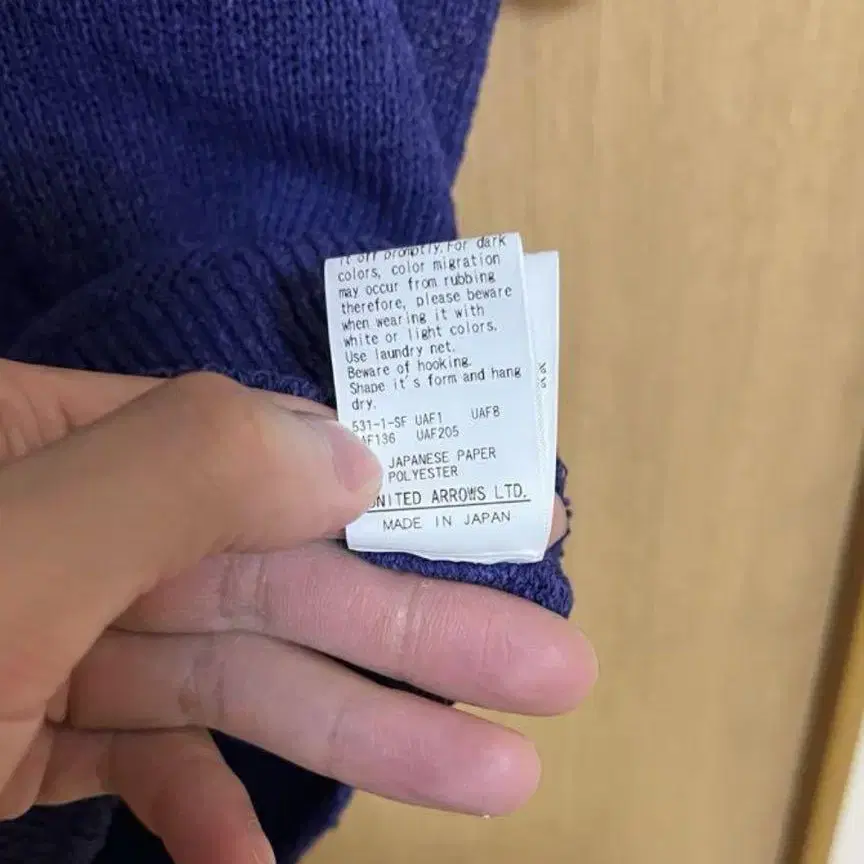 it off promptly.For dark
colors, color migration
may occur from rubbing
therefore, please beware
when wearing it with
white or light colors.
Use laundry net.
Beware of hooking.
Shape it's form and hang
dry.
531-1-SF UAF1 UAF8
AF136 UAF205
JAPANESE PAPER
POLYESTER
UNITED ARROWS LTD.
MADE IN JAPAN